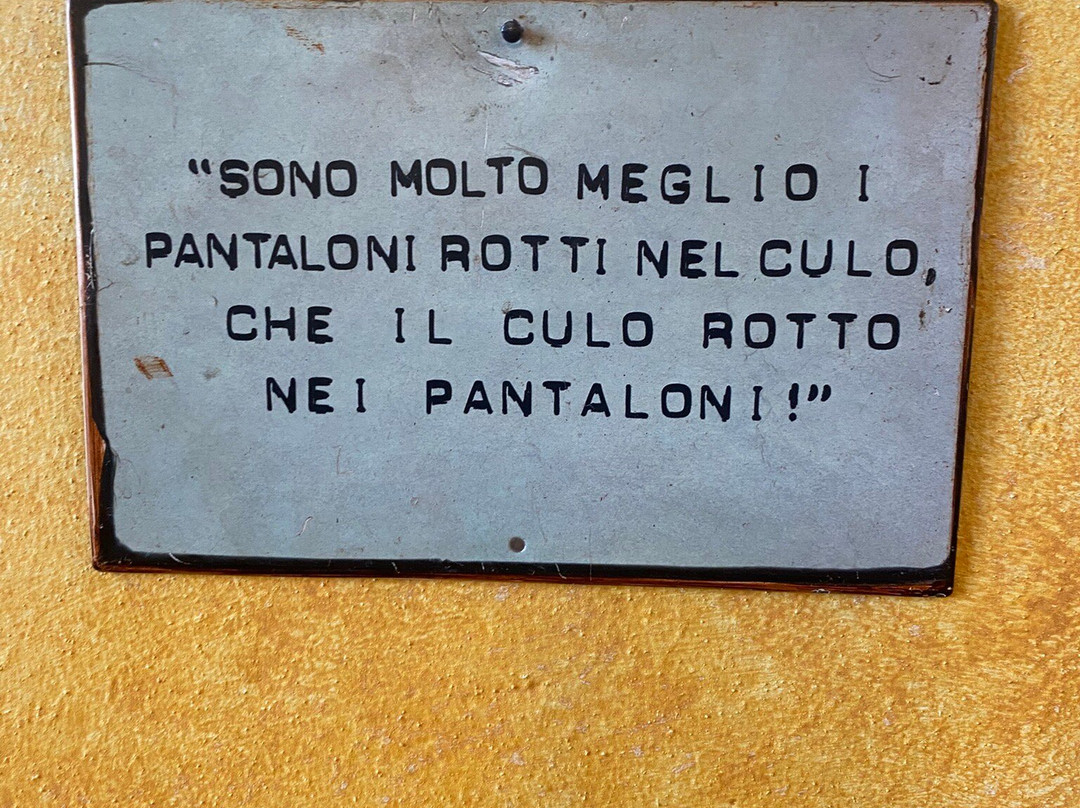 “SONO MOLTO MEGLIO I
PANTALONI ROTTI NEL CULO,
CHE IL CULO ROTTO
NEI PANTALONI!”